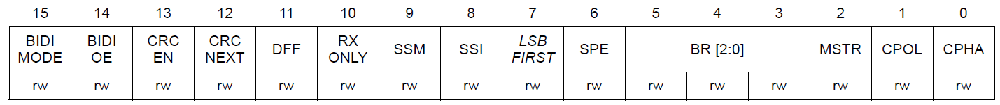 15 14 13 12 11 10 9 8 7 6 5 4 3 2 1 0
BIDI MODE BIDI OE CRC EN CRC NEXT DFF RX ONLY SSM SSI LSB FIRST SPE BR [2:0] MSTR CPOL CPHA
rw rw rw rw rw rw rw rw rw rw rw rw rw rw rw rw